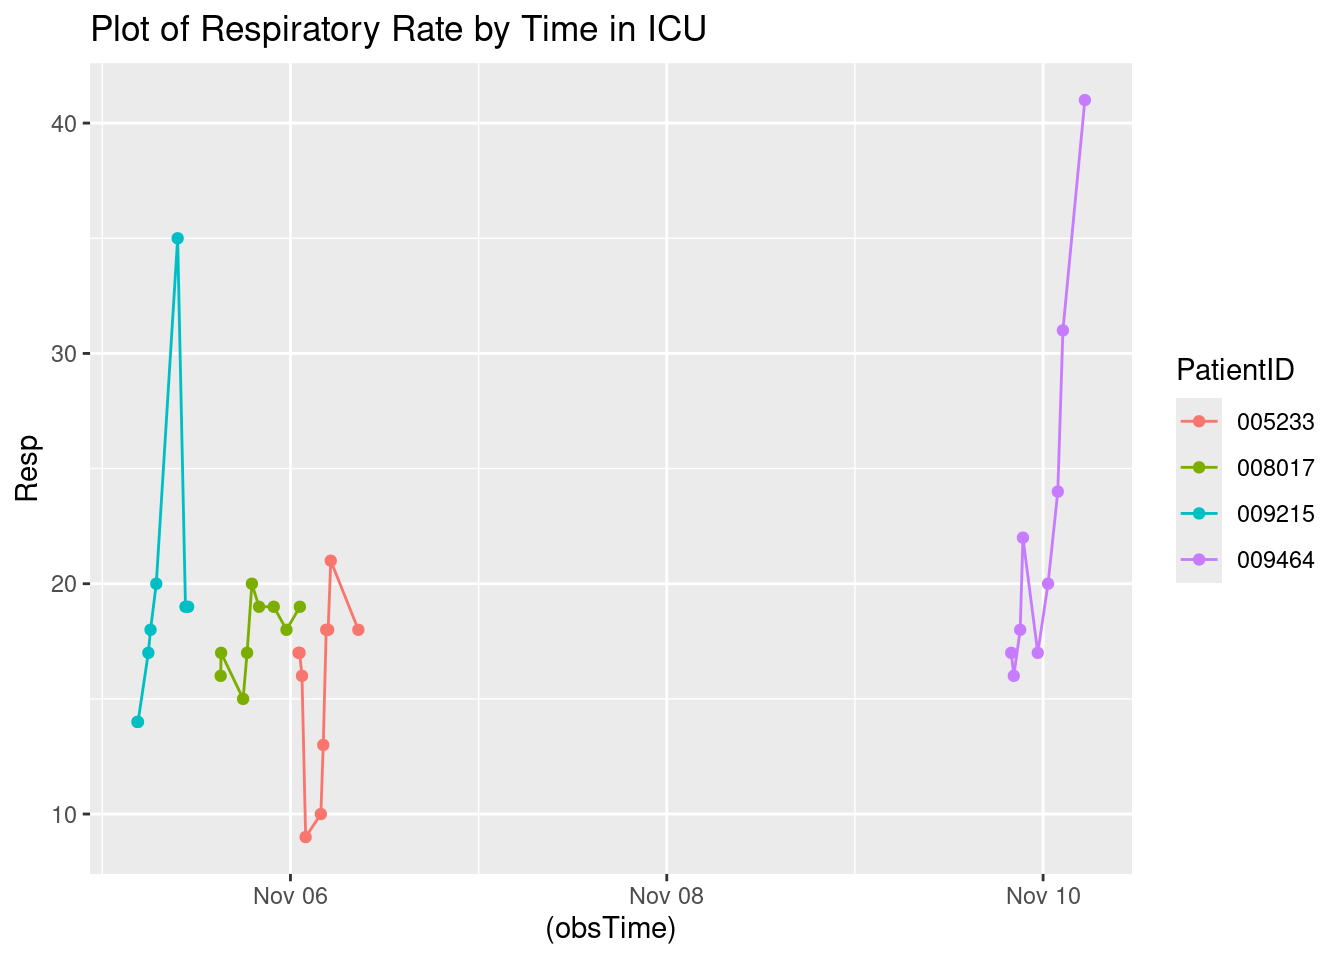 Plot of Respiratory Rate by Time in ICU
40
30
20
10
Resp
Nov 06
Nov 08
Nov 10
(obsTime)
PatientID
005233
008017
009215
009464